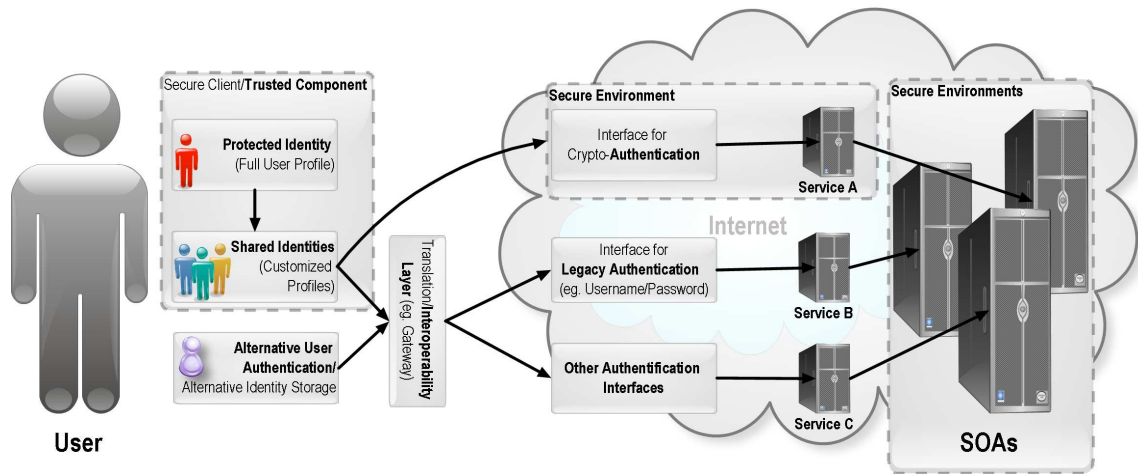 Secure Client/Trusted Component
Protected Identity
(Full User Profile)
Shared Identities
(Customized
Profiles)
Alternative User
Authentication/
Alternative Identity Storage
User
Translation/Interoperability
Layer (eg. Gateway)
Secure Environment
Interface for
Crypto-Authentication
Service A
Internet
Interface for
Legacy Authentication
(eg. Username/Password)
Service B
Other Authentification
Interfaces
Service C
Secure Environments
SOAs